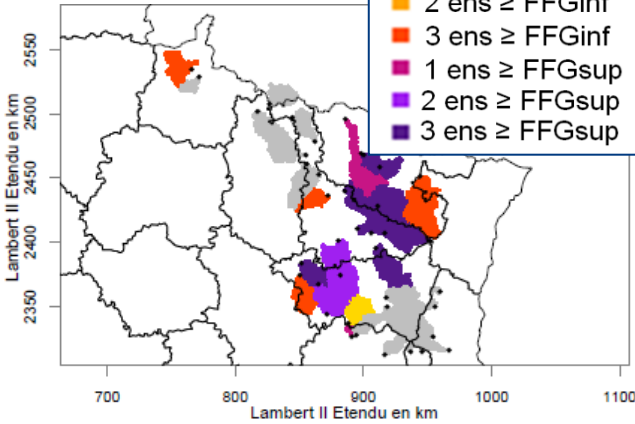 2 ens ≥ FFGinf
3 ens ≥ FFGinf
1 ens ≥ FFGsup
2 ens ≥ FFGsup
3 ens ≥ FFGsup
Lambert II Etendu en km
2550
2500
2450
2400
2350
700 800 900 1000 1100
Lambert II Etendu en km